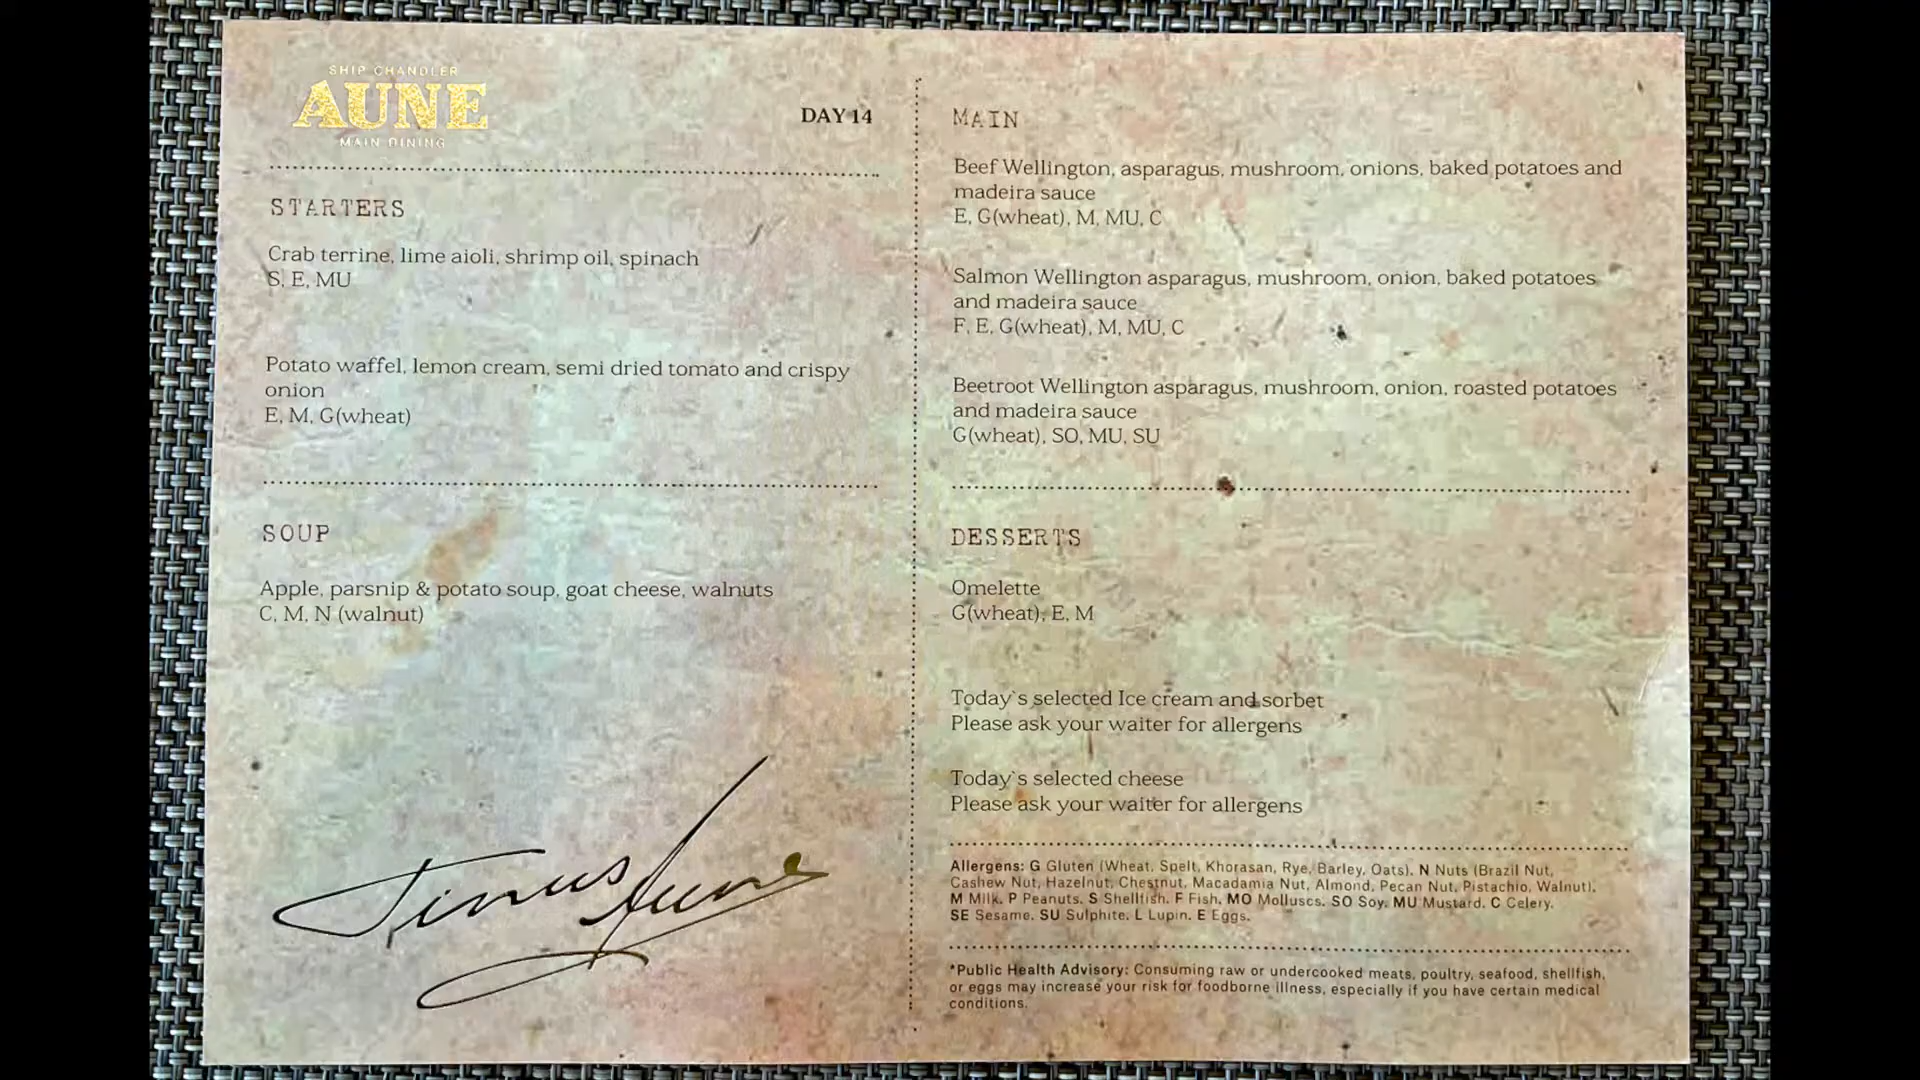 SHIP CHANDLER
AUNE
MAIN DINING
DAY 14
STARTERS
Crab terrine, lime aioli, shrimp oil, spinach
S, E, MU
Potato waffel, lemon cream, semi dried tomato and crispy
onion
E, M, G(wheat)
SOUP
Apple, parsnip & potato soup, goat cheese, walnuts
C, M, N (walnut)
Tinus Aune
MAIN
Beef Wellington, asparagus, mushroom, onions, baked potatoes and
madeira sauce
E, G(wheat), M, MU, C
Salmon Wellington asparagus, mushroom, onion, baked potatoes
and madeira sauce
F, E, G(wheat), M, MU, C
Beetroot Wellington asparagus, mushroom, onion, roasted potatoes
and madeira sauce
G(wheat), SO, MU, SU
DESSERTS
Omelette
G(wheat), E, M
Today`s selected Ice cream and sorbet
Please ask your waiter for allergens
Today`s selected cheese
Please ask your waiter for allergens
Allergens: G Gluten (Wheat, Spelt, Khorasan, Rye, Barley, Oats). N Nuts (Brazil Nut,
Cashew Nut, Hazelnut, Chestnut, Macadamia Nut, Almond, Pecan Nut, Pistachio, Walnut).
M Milk. P Peanuts. S Shellfish. F Fish. MO Molluscs. SO Soy. MU Mustard. C Celery.
SE Sesame. SU Sulphite. L Lupin. E Eggs.
*Public Health Advisory: Consuming raw or undercooked meats, poultry, seafood, shellfish,
or eggs may increase your risk for foodborne illness, especially if you have certain medical
conditions.